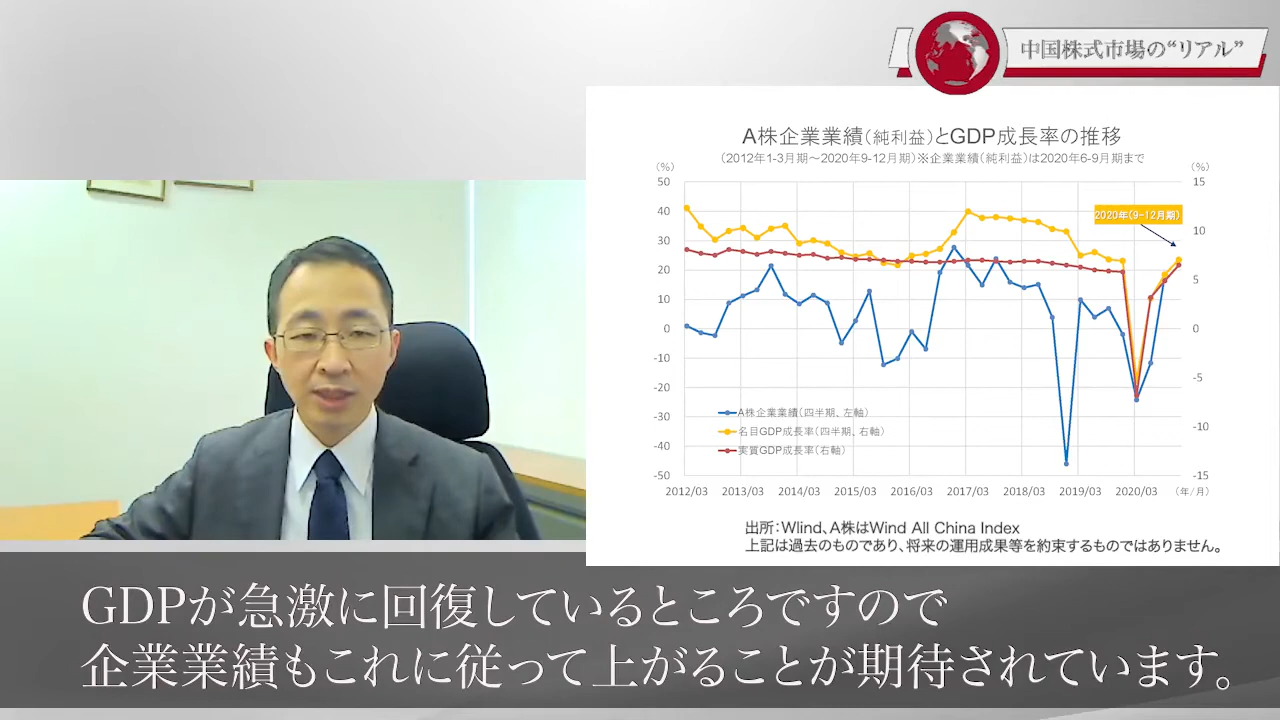 中国株式市場の“リアル”
A株企業業績（純利益）とGDP成長率の推移
（2012年1-3月期～2020年9-12月期）※企業業績（純利益）は2020年6-9月期まで
（%） （%）
50 15
40 10
30
20 5
10
0 0
-10
-20 -5
-30
-40 -10
-50 -15
2020年（9-12月期）
A株企業業績（四半期、左軸）
名目GDP成長率（四半期、右軸）
実質GDP成長率（右軸）
2012/03 2013/03 2014/03 2015/03 2016/03 2017/03 2018/03 2019/03 2020/03 （年/月）
出所：WIind、A株はWind All China Index
上記は過去のものであり、将来の運用成果等を約束するものではありません。
GDPが急激に回復しているところですので
企業業績もこれに従って上がることが期待されています。